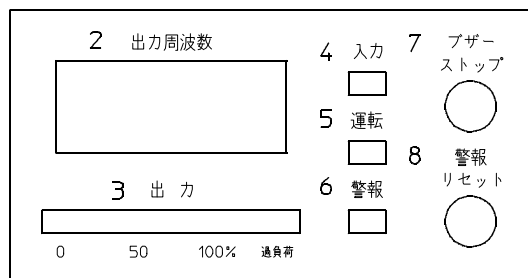 2 出力周波数
3 出 力
0 50 100% 過負荷
4 入力
5 運転
6 警報
7 ブザー
ストップ
8 警報
リセット